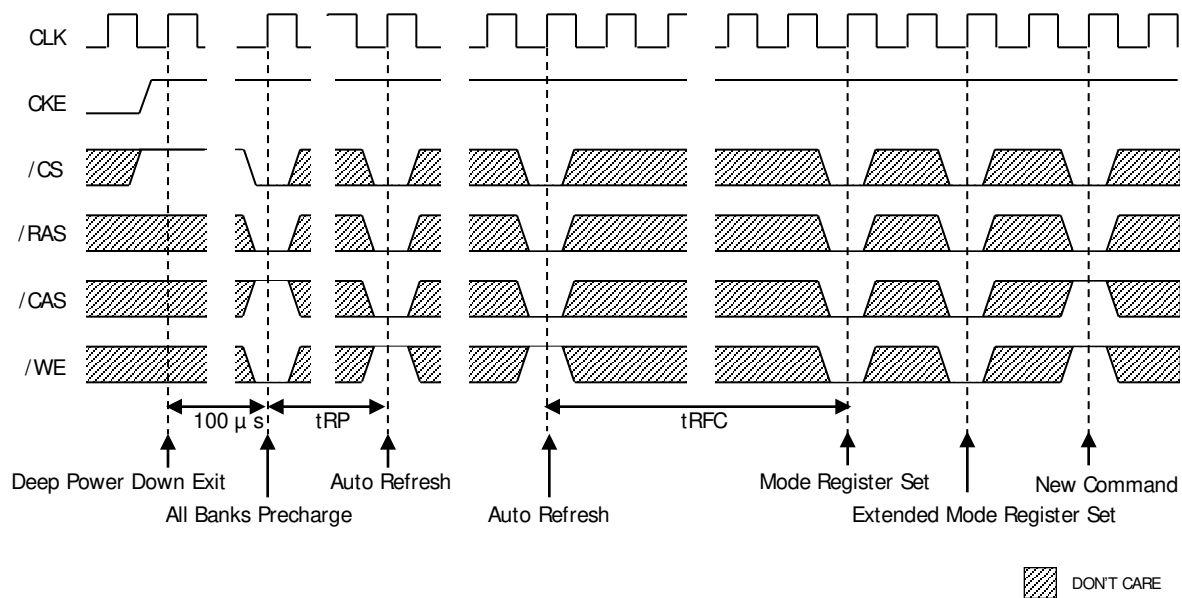 CLK
CKE
/CS
/RAS
/CAS
/WE
100 μ s
tRP
tRFC
Deep Power Down Exit
Auto Refresh
Mode Register Set
New Command
All Banks Precharge
Auto Refresh
Extended Mode Register Set
DON'T CARE